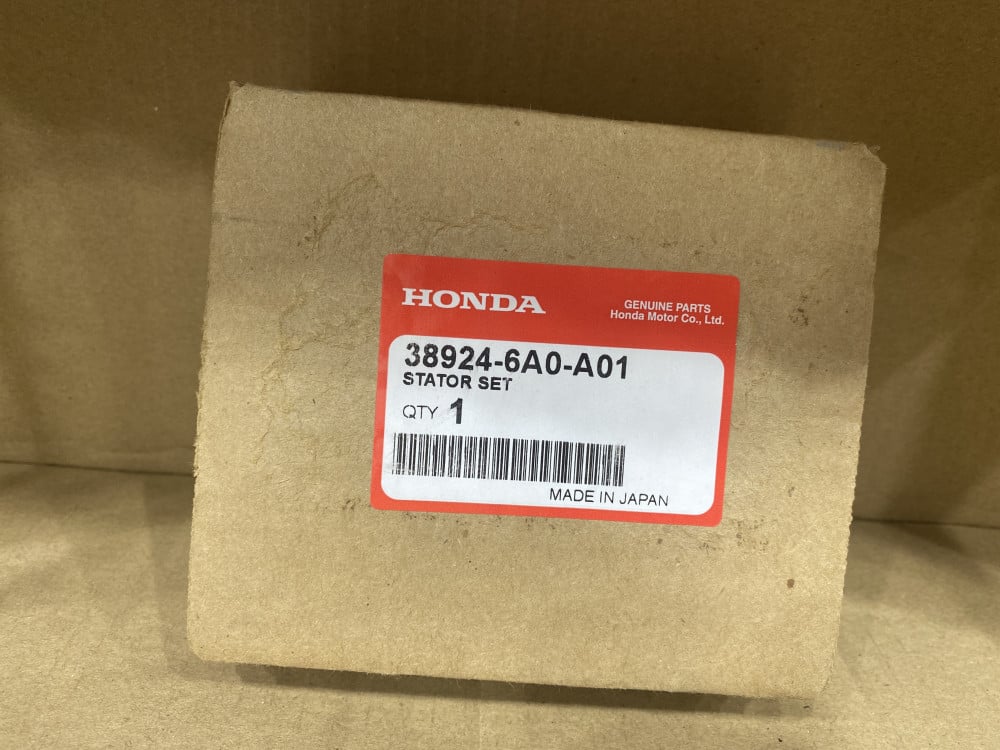 HONDA
GENUINE PARTS
Honda Motor Co., Ltd.
38924-6A0-A01
STATOR SET
QTY 1
MADE IN JAPAN